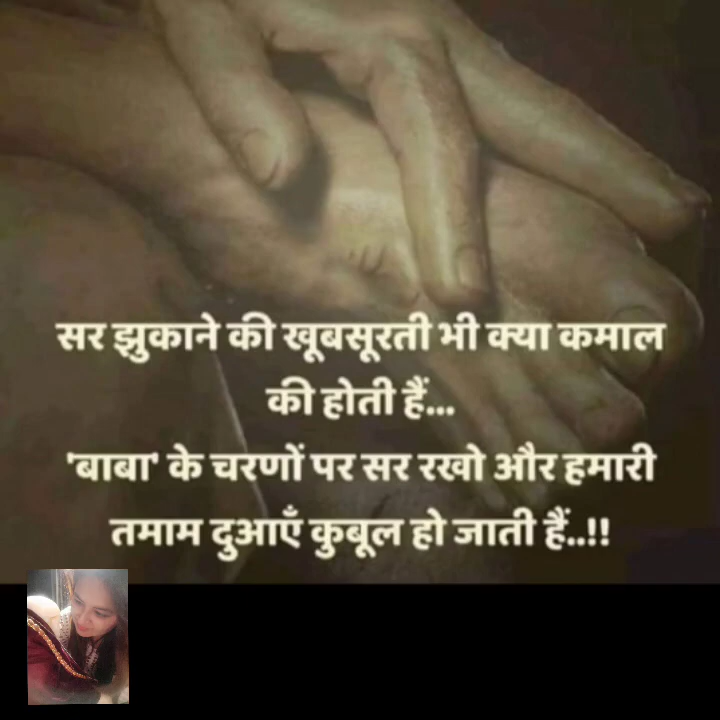 सर झुकाने की खूबसूरती भी क्या कमाल
की होती हैं...
'बाबा' के चरणों पर सर रखो और हमारी
तमाम दुआएँ कुबूल हो जाती हैं..!!